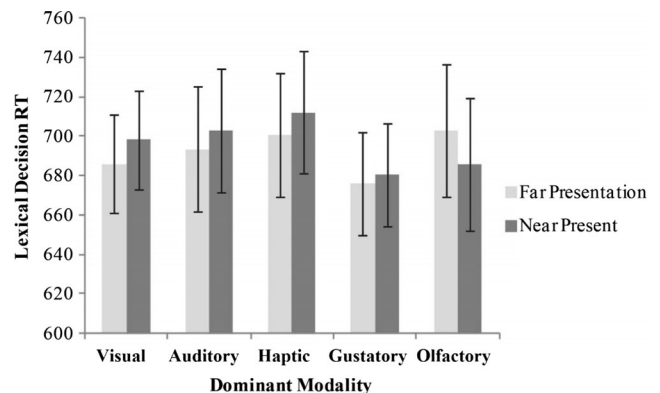 760
740
720
700
680
660
640
620
600
Lexical Decision RT
Visual Auditory Haptic Gustatory Olfactory
Dominant Modality
Far Presentation
Near Present